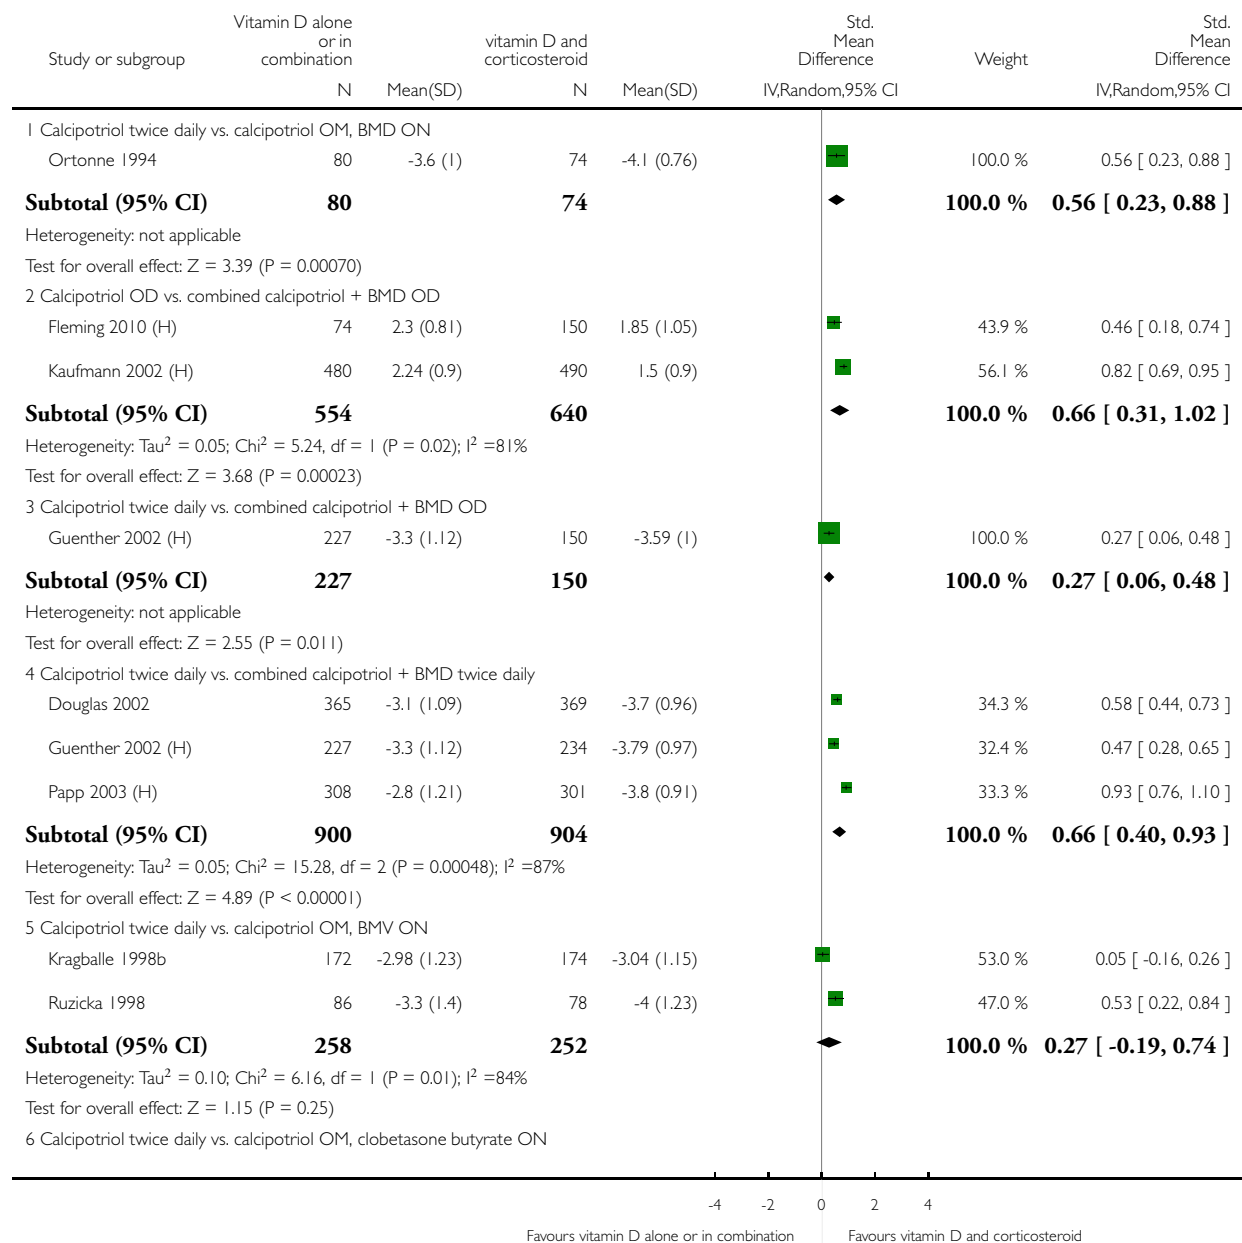 Study or subgroup Vitamin D alone or in combination vitamin D and corticosteroid Std. Mean Difference Weight Std. Mean Difference
N Mean(SD) N Mean(SD) IV,Random,95% CI IV,Random,95% CI
1 Calcipotriol twice daily vs. calcipotriol OM, BMD ON
Ortonne 1994 80 -3.6 (1) 74 -4.1 (0.76) 100.0 % 0.56 [ 0.23, 0.88 ]
Subtotal (95% CI) 80 74 100.0 % 0.56 [ 0.23, 0.88 ]
Heterogeneity: not applicable
Test for overall effect: Z = 3.39 (P = 0.00070)
2 Calcipotriol OD vs. combined calcipotriol + BMD OD
Fleming 2010 (H) 74 2.3 (0.81) 150 1.85 (1.05) 43.9 % 0.46 [ 0.18, 0.74 ]
Kaufmann 2002 (H) 480 2.24 (0.9) 490 1.5 (0.9) 56.1 % 0.82 [ 0.69, 0.95 ]
Subtotal (95% CI) 554 640 100.0 % 0.66 [ 0.31, 1.02 ]
Heterogeneity: Tau² = 0.05; Chi² = 5.24, df = 1 (P = 0.02); I² =81%
Test for overall effect: Z = 3.68 (P = 0.00023)
3 Calcipotriol twice daily vs. combined calcipotriol + BMD OD
Guenther 2002 (H) 227 -3.3 (1.12) 150 -3.59 (1) 100.0 % 0.27 [ 0.06, 0.48 ]
Subtotal (95% CI) 227 150 100.0 % 0.27 [ 0.06, 0.48 ]
Heterogeneity: not applicable
Test for overall effect: Z = 2.55 (P = 0.011)
4 Calcipotriol twice daily vs. combined calcipotriol + BMD twice daily
Douglas 2002 365 -3.1 (1.09) 369 -3.7 (0.96) 34.3 % 0.58 [ 0.44, 0.73 ]
Guenther 2002 (H) 227 -3.3 (1.12) 234 -3.79 (0.97) 32.4 % 0.47 [ 0.28, 0.65 ]
Papp 2003 (H) 308 -2.8 (1.21) 301 -3.8 (0.91) 33.3 % 0.93 [ 0.76, 1.10 ]
Subtotal (95% CI) 900 904 100.0 % 0.66 [ 0.40, 0.93 ]
Heterogeneity: Tau² = 0.05; Chi² = 15.28, df = 2 (P = 0.00048); I² =87%
Test for overall effect: Z = 4.89 (P < 0.00001)
5 Calcipotriol twice daily vs. calcipotriol OM, BMV ON
Kragballe 1998b 172 -2.98 (1.23) 174 -3.04 (1.15) 53.0 % 0.05 [ -0.16, 0.26 ]
Ruzicka 1998 86 -3.3 (1.4) 78 -4 (1.23) 47.0 % 0.53 [ 0.22, 0.84 ]
Subtotal (95% CI) 258 252 100.0 % 0.27 [ -0.19, 0.74 ]
Heterogeneity: Tau² = 0.10; Chi² = 6.16, df = 1 (P = 0.01); I² =84%
Test for overall effect: Z = 1.15 (P = 0.25)
6 Calcipotriol twice daily vs. calcipotriol OM, clobetasone butyrate ON
-4 -2 0 2 4
Favours vitamin D alone or in combination Favours vitamin D and corticosteroid